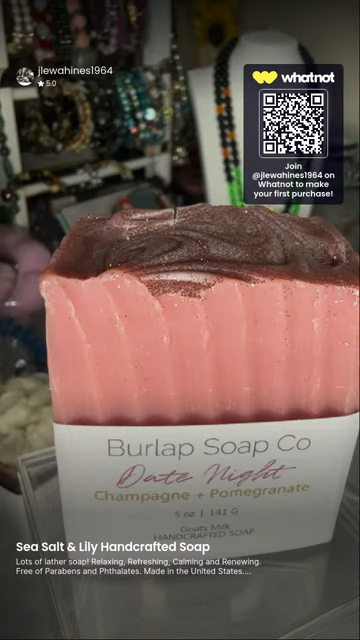 jlewahines1964
★ 5.0
whatnot
Join
@jlewahines1964 on
Whatnot to make
your first purchase!
Burlap Soap Co
Date Night
Champagne + Pomegranate
5 oz | 141 G
Goats Milk
HANDCRAFTED SOAP
Sea Salt & Lily Handcrafted Soap
Lots of lather soap! Relaxing, Refreshing, Calming and Renewing.
Free of Parabens and Phthalates. Made in the United States....